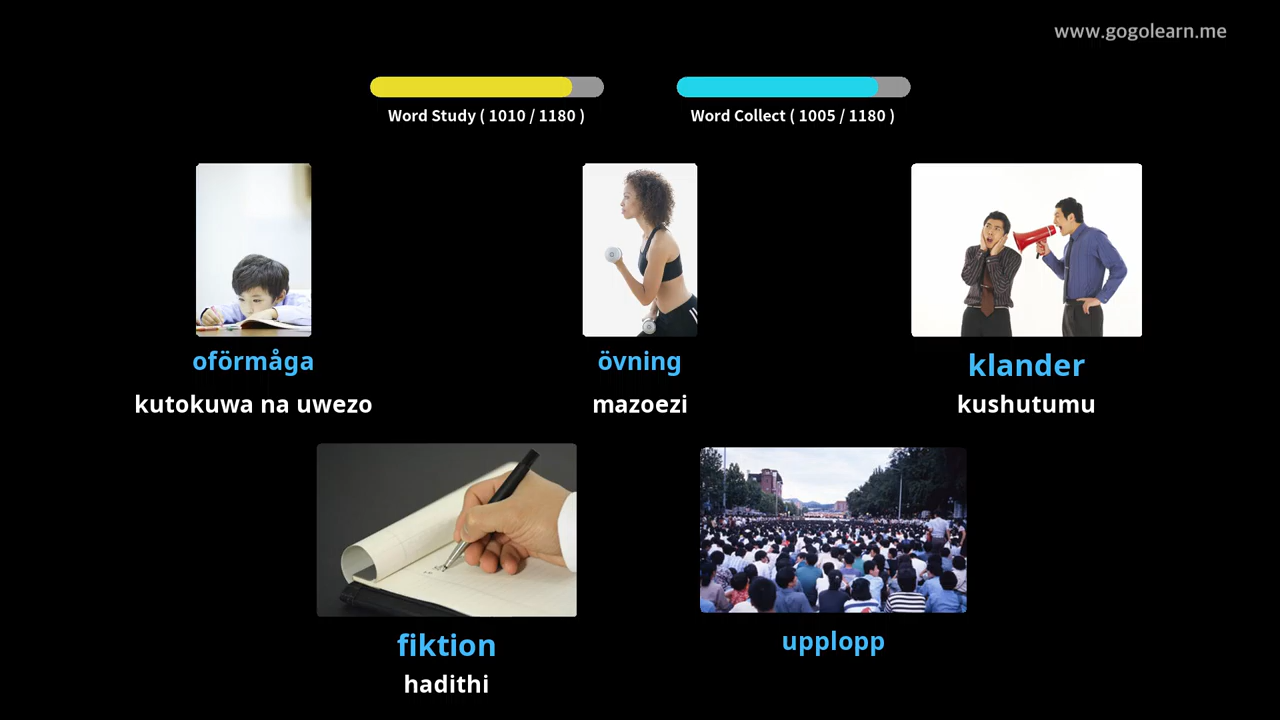 www.gogolearn.me
Word Study ( 1010 / 1180 )
Word Collect ( 1005 / 1180 )
oförmåga
kutokuwa na uwezo
övning
mazoezi
klander
kushutumu
fiktion
hadithi
upplopp